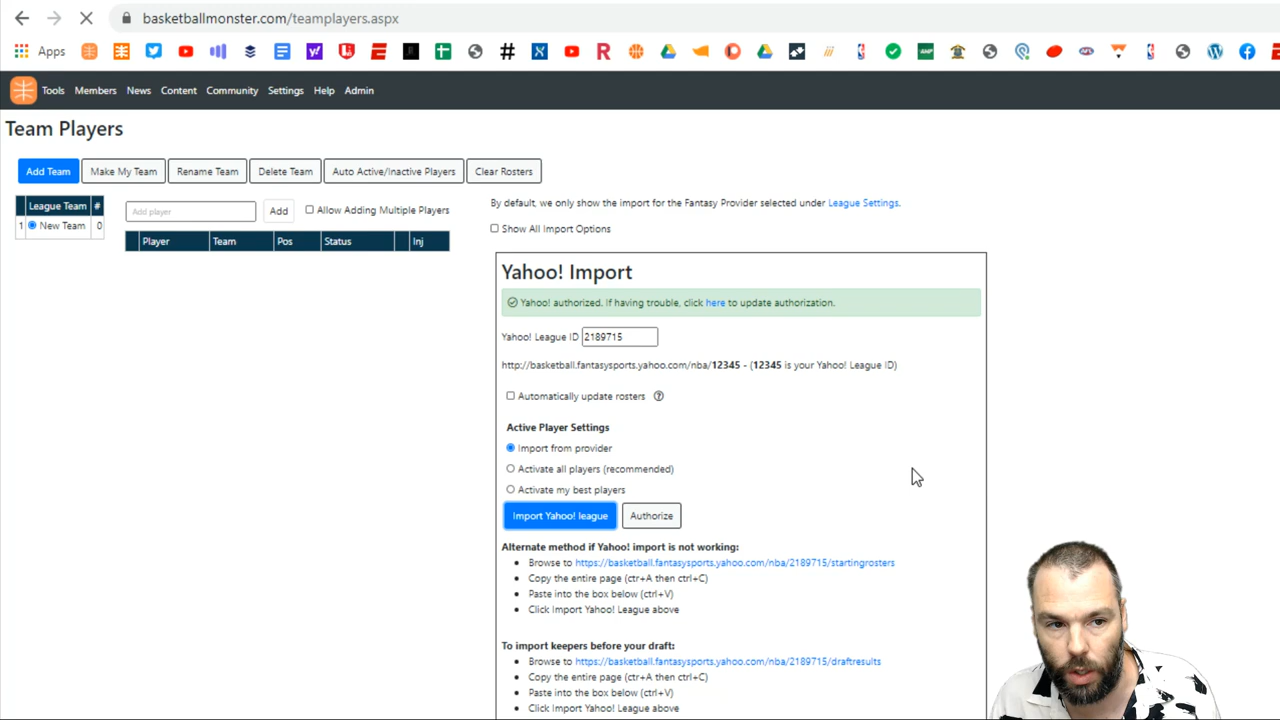 basketballmonster.com/teamplayers.aspx
Apps
Tools Members News Content Community Settings Help Admin
Team Players
Add Team Make My Team Rename Team Delete Team Auto Active/Inactive Players Clear Rosters
League Team #
1 New Team 0
Add player Add Allow Adding Multiple Players
Player Team Pos Status Inj
By default, we only show the import for the Fantasy Provider selected under League Settings.
Show All Import Options
Yahoo! Import
Yahoo! authorized. If having trouble, click here to update authorization.
Yahoo! League ID 2189715
http://basketball.fantasysports.yahoo.com/nba/12345 - (12345 is your Yahoo! League ID)
Automatically update rosters ?
Active Player Settings
Import from provider
Activate all players (recommended)
Activate my best players
Import Yahoo! league Authorize
Alternate method if Yahoo! import is not working:
• Browse to https://basketball.fantasysports.yahoo.com/nba/2189715/startingrosters
• Copy the entire page (ctr+A then ctrl+C)
• Paste into the box below (ctrl+V)
• Click Import Yahoo! League above
To import keepers before your draft:
• Browse to https://basketball.fantasysports.yahoo.com/nba/2189715/draftresults
• Copy the entire page (ctr+A then ctrl+C)
• Paste into the box below (ctrl+V)
• Click Import Yahoo! League above